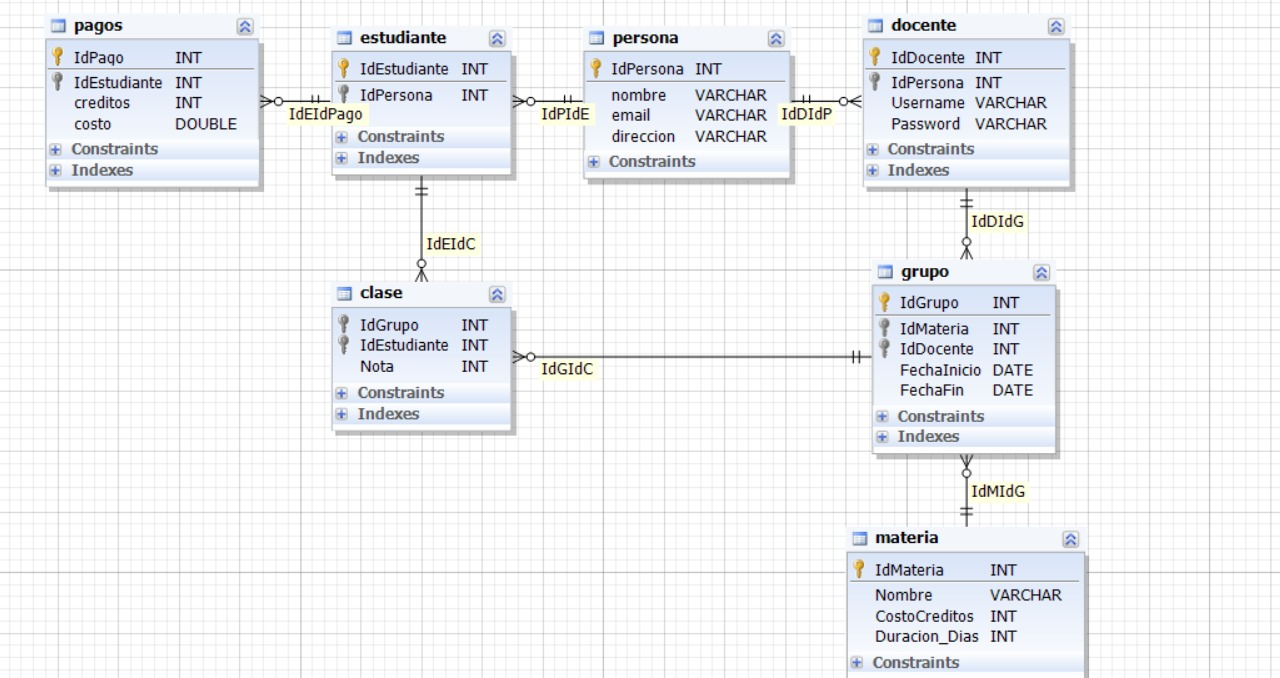 pagos
IdPago INT
IdEstudiante INT
creditos INT
costo DOUBLE
Constraints
Indexes
IdEIdPago
estudiante
IdEstudiante INT
IdPersona INT
Constraints
Indexes
IdPIdE
persona
IdPersona INT
nombre VARCHAR
email VARCHAR
direccion VARCHAR
Constraints
IdDIdP
docente
IdDocente INT
IdPersona INT
Username VARCHAR
Password VARCHAR
Constraints
Indexes
IdEIdC
IdDIdG
clase
IdGrupo INT
IdEstudiante INT
Nota INT
Constraints
Indexes
IdGIdC
grupo
IdGrupo INT
IdMateria INT
IdDocente INT
FechaInicio DATE
FechaFin DATE
Constraints
Indexes
IdMIdG
materia
IdMateria INT
Nombre VARCHAR
CostoCreditos INT
Duracion_Dias INT
Constraints